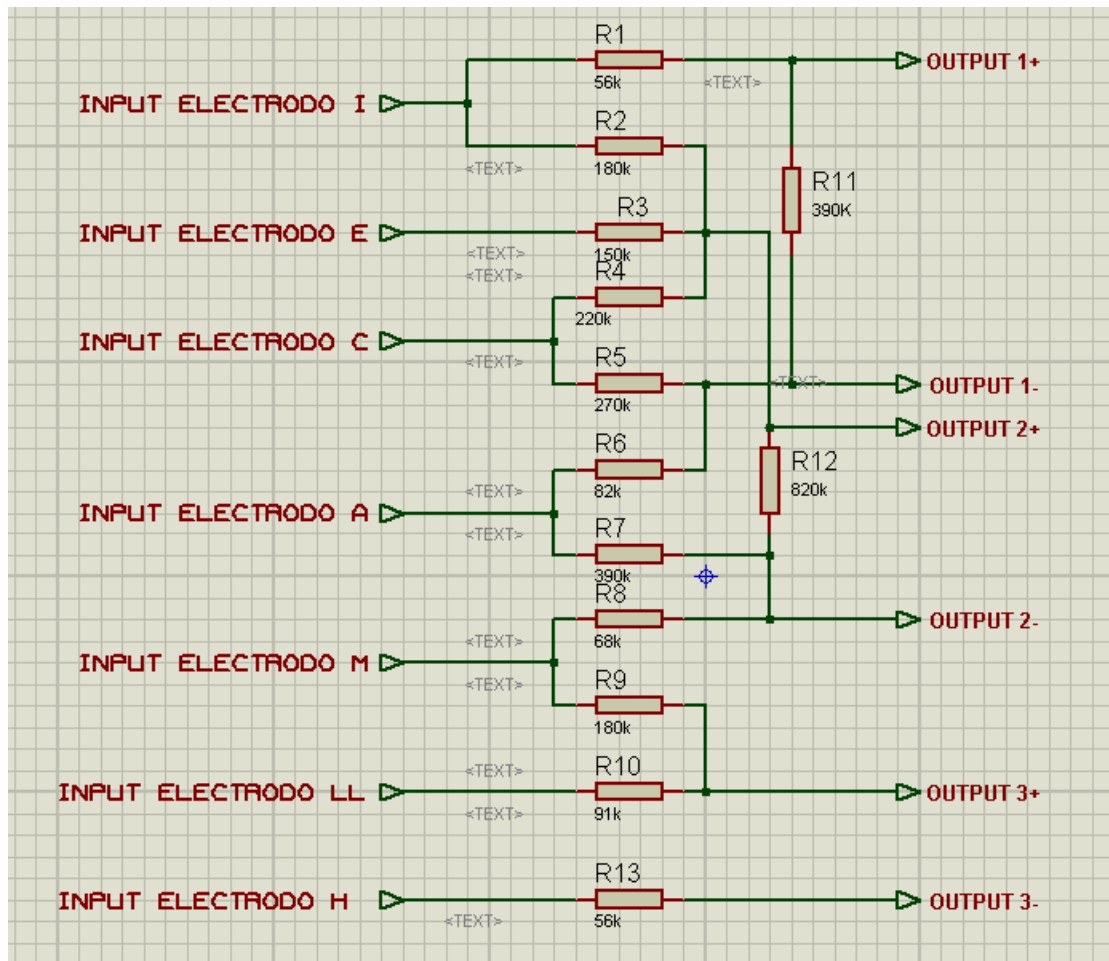 R1
OUTPUT 1+
56k
<TEXT>
INPUT ELECTRODO I
R2
<TEXT>
180k
R11
390K
R3
INPUT ELECTRODO E
<TEXT>
150k
<TEXT>
R4
220k
INPUT ELECTRODO C
<TEXT>
R5
<TEXT>
OUTPUT 1-
270k
OUTPUT 2+
R6
R12
<TEXT>
82k
820k
INPUT ELECTRODO A
<TEXT>
R7
390k
R8
OUTPUT 2-
<TEXT>
68k
INPUT ELECTRODO M
<TEXT>
R9
180k
<TEXT>
R10
INPUT ELECTRODO LL
OUTPUT 3+
<TEXT>
91k
R13
INPUT ELECTRODO H
OUTPUT 3-
<TEXT>
56k